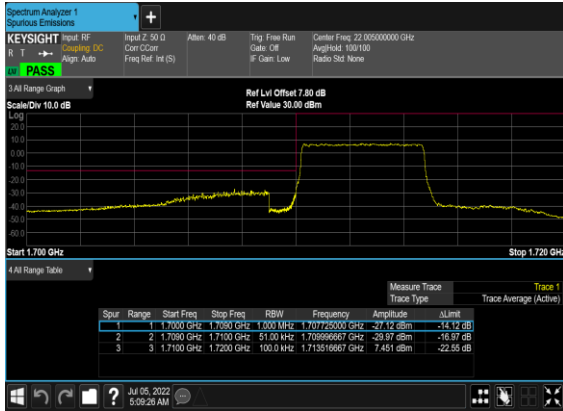 Spectrum Analyzer 1
Spurious Emissions
+
KEYSIGHT Input: RF Input Z: 50 Ω Atten: 40 dB Trig: Free Run Center Freq: 22.005000000 GHz
R T Coupling: DC Corr CCorr Gate: Off Avg|Hold: 100/100
Align: Auto Freq Ref: Int (S) IF Gain: Low Radio Std: None
LW PASS
3 All Range Graph Ref Lvl Offset 7.80 dB
Scale/Div 10.0 dB Ref Value 30.00 dBm
Log
20.0
10.0
0.00
-10.0
-20.0
-30.0
-40.0
-50.0
-60.0
Start 1.700 GHz Stop 1.720 GHz
4 All Range Table
Measure Trace Trace 1
Trace Type Trace Average (Active)
Spur Range Start Freq Stop Freq RBW Frequency Amplitude ΔLimit
1 1 1.7000 GHz 1.7090 GHz 1.000 MHz 1.707725000 GHz -27.12 dBm -14.12 dB
2 2 1.7090 GHz 1.7100 GHz 51.00 kHz 1.709996667 GHz -29.97 dBm -16.97 dB
3 3 1.7100 GHz 1.7200 GHz 100.0 kHz 1.713516667 GHz 7.451 dBm -22.55 dB
? Jul 05, 2022
5:09:26 AM